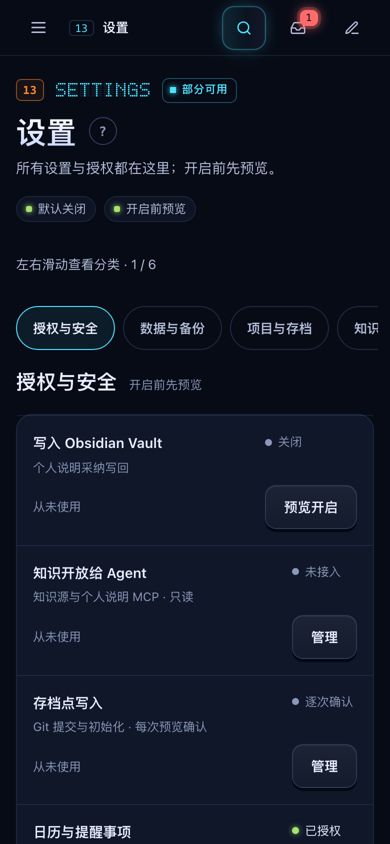 13 设置
1
13 SETTINGS 部分可用
设置 ?
所有设置与授权都在这里；开启前先预览。
默认关闭 开启前预览
左右滑动查看分类 · 1 / 6
授权与安全 数据与备份 项目与存档 知识
授权与安全 开启前先预览
写入 Obsidian Vault 关闭
个人说明采纳写回
从未使用 预览开启
知识开放给 Agent 未接入
知识源与个人说明 MCP · 只读
从未使用 管理
存档点写入 逐次确认
Git 提交与初始化 · 每次预览确认
从未使用 管理
日历与提醒事项 已授权